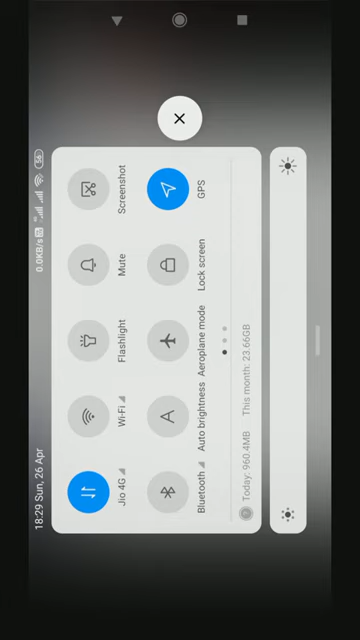 18:29 Sun, 26 Apr
0.0KB/s
56
Jio 4G
Wi-Fi
Flashlight
Mute
Screenshot
Bluetooth
Auto brightness
Aeroplane mode
Lock screen
GPS
Today: 960.4MB
This month: 23.66GB